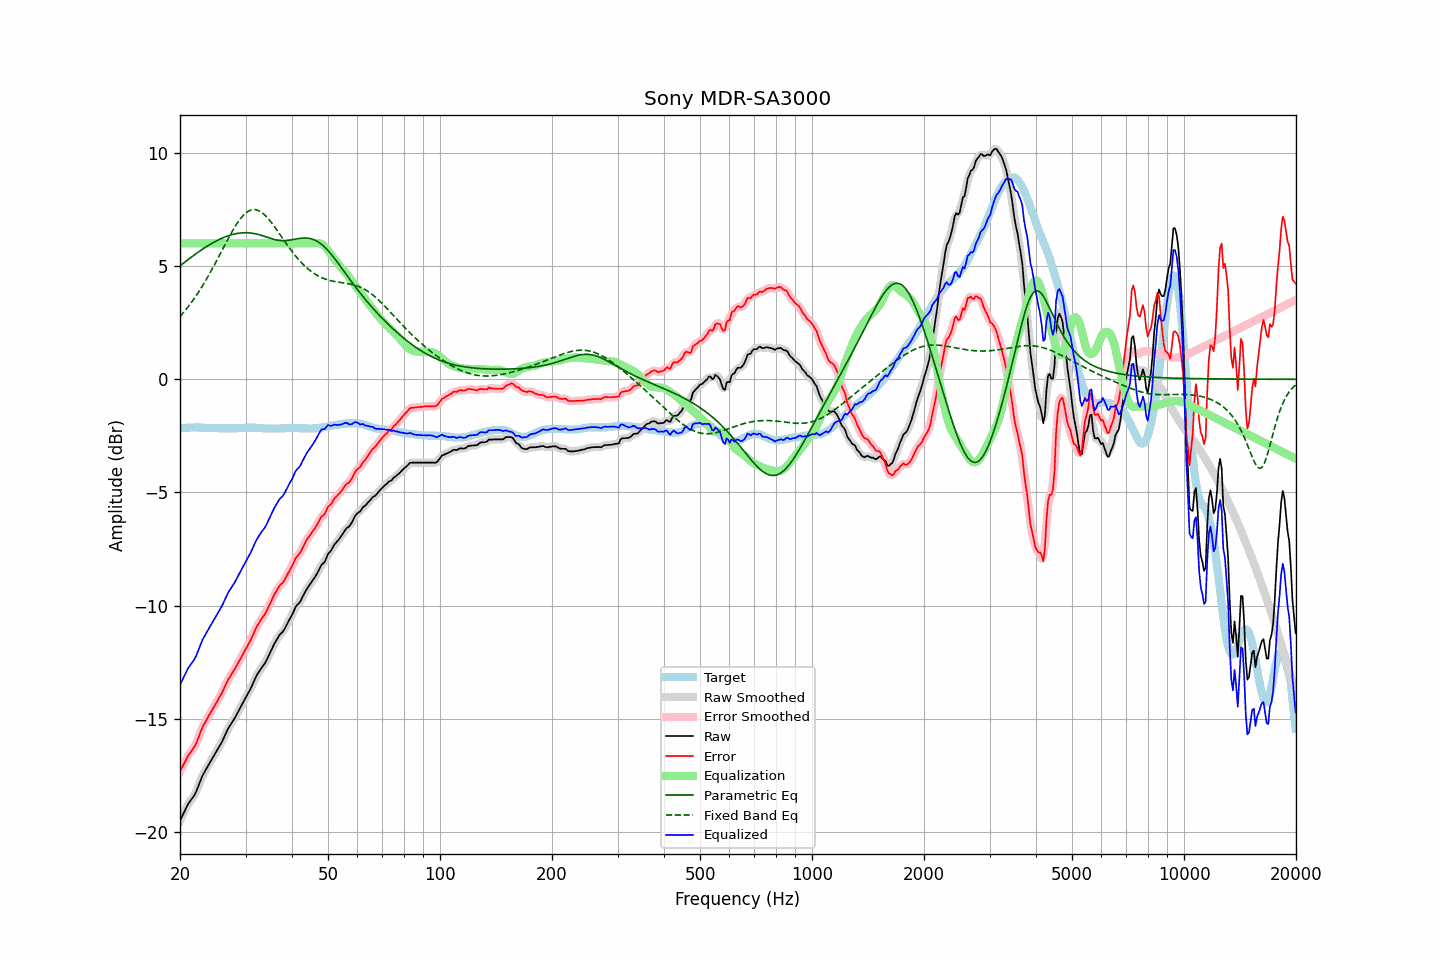 Sony MDR-SA3000
Amplitude (dBr)
10
5
0
−5
−10
−15
−20
20
50
100
200
500
1000
2000
5000
10000
20000
Frequency (Hz)
Target
Raw Smoothed
Error Smoothed
Raw
Error
Equalization
Parametric Eq
Fixed Band Eq
Equalized